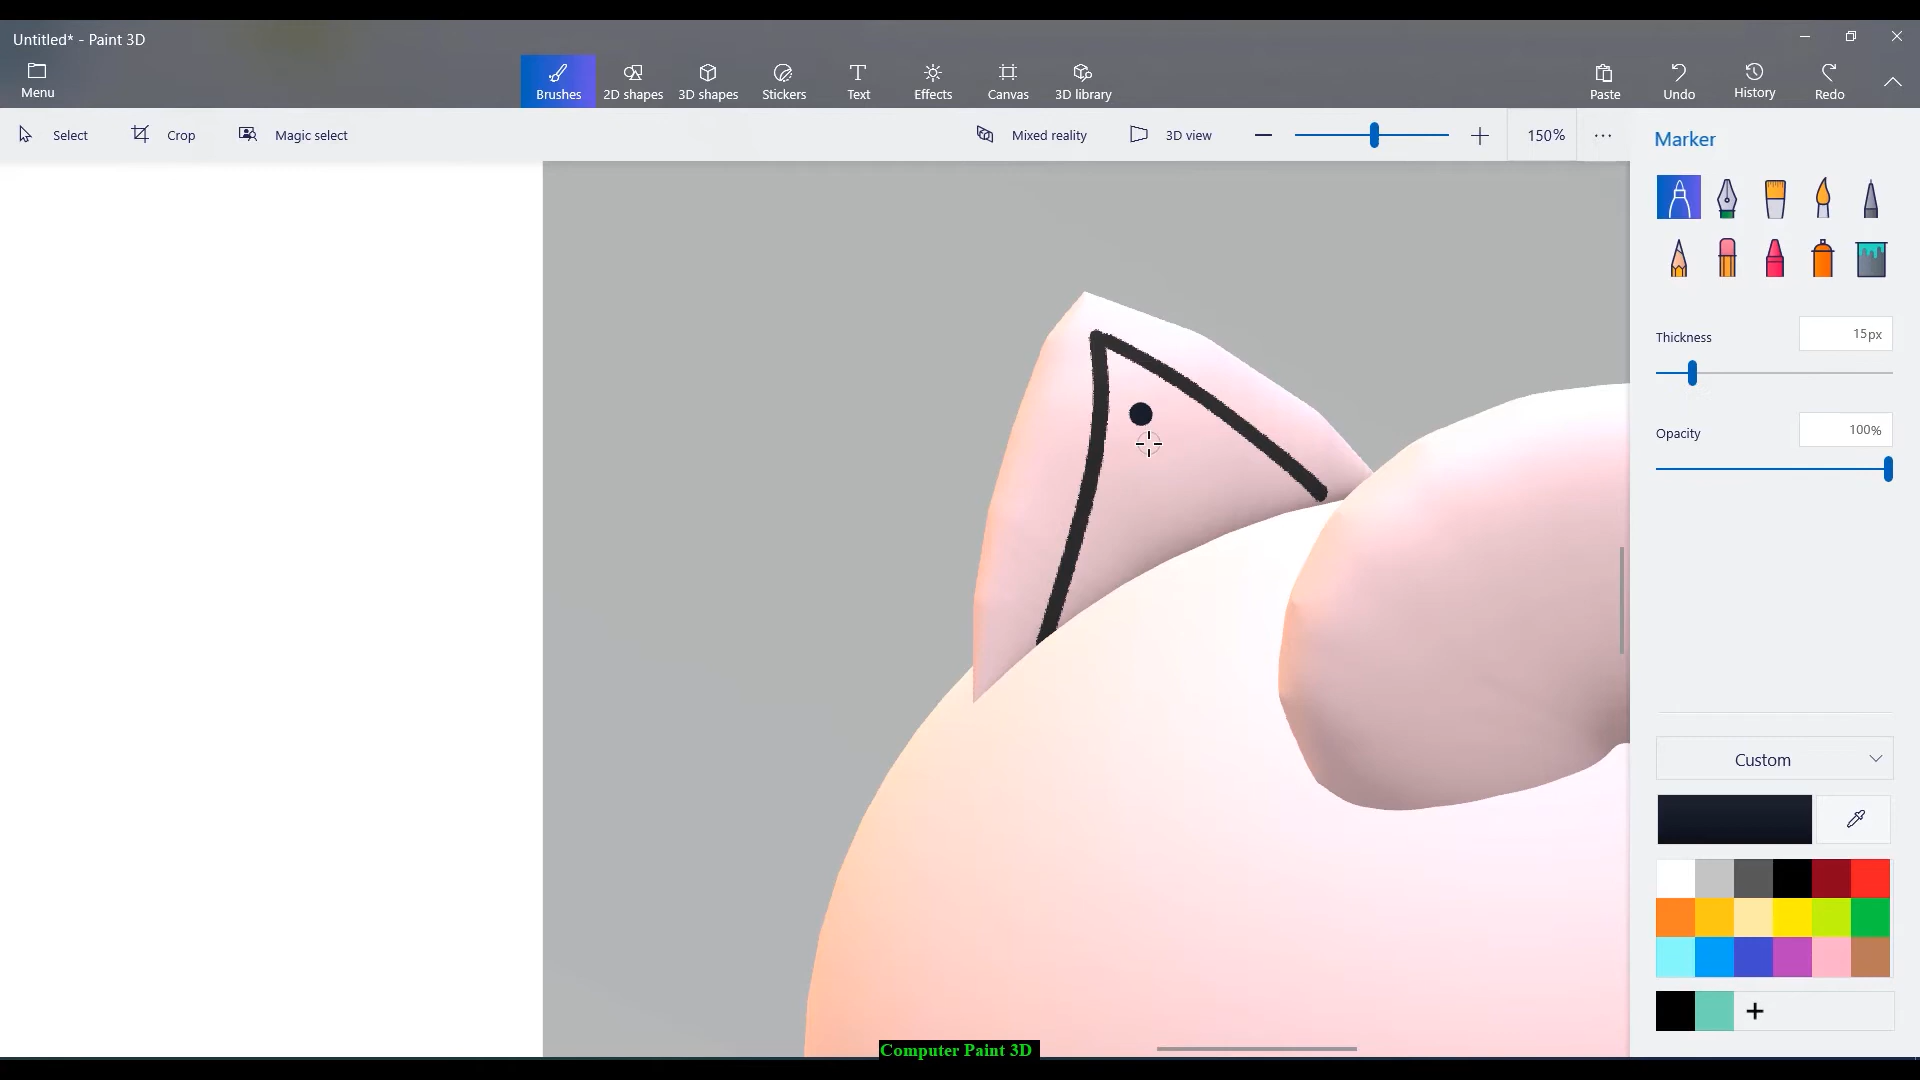 Untitled* - Paint 3D
Menu
Brushes
2D shapes
3D shapes
Stickers
Text
Effects
Canvas
3D library
Paste
Undo
History
Redo
Select
Crop
Magic select
Mixed reality
3D view
150%
Marker
Thickness
15px
Opacity
100%
Custom
Computer Paint 3D